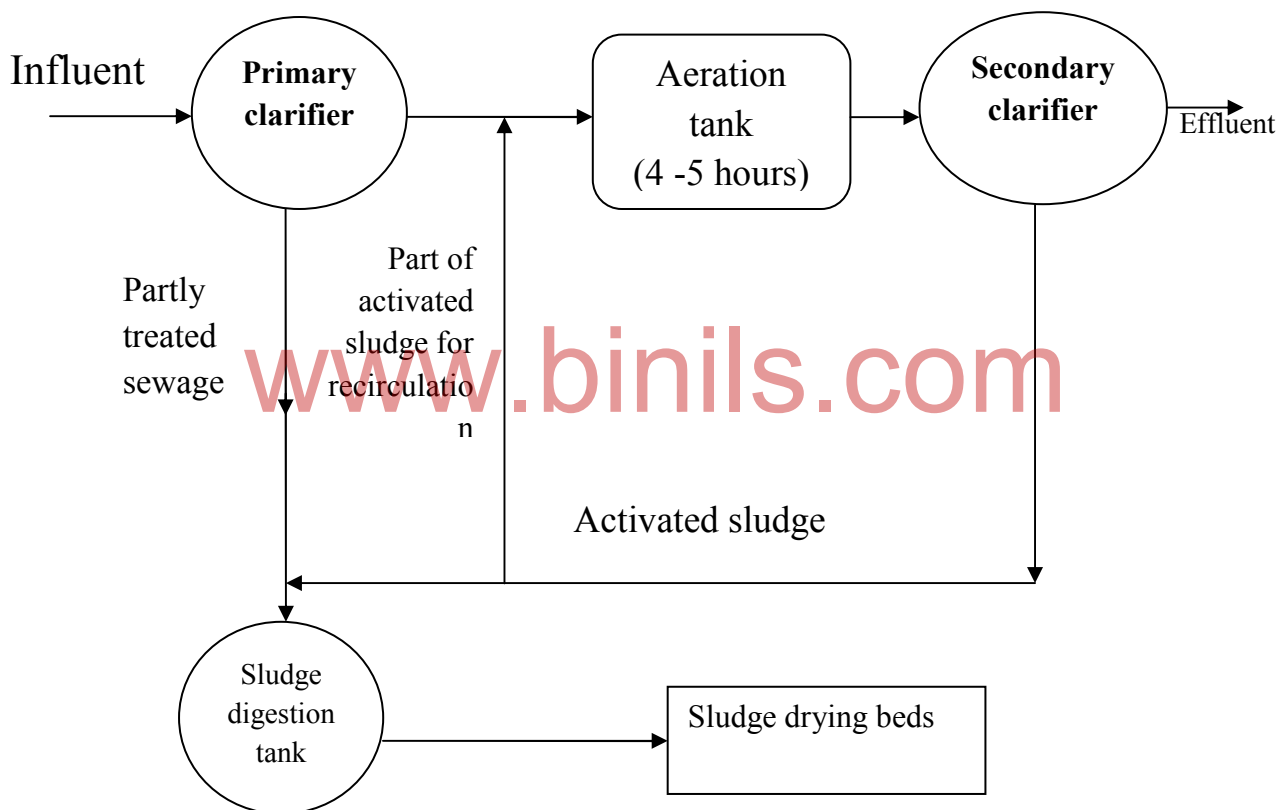 Influent
Primary
clarifier
Aeration
tank
(4 -5 hours)
Secondary
clarifier
Effluent
Partly
treated
sewage
Part of
activated
sludge for
recirculatio
n
www.binils.com
Activated sludge
Sludge
digestion
tank
Sludge drying beds